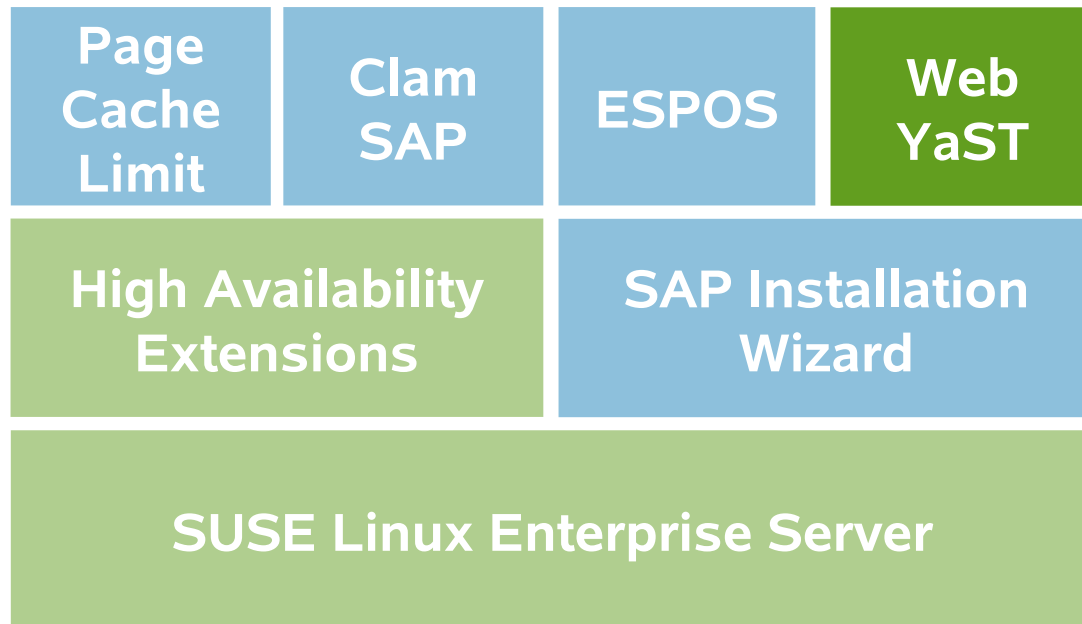 Page
Cache
Limit
Clam
SAP
ESPOS
Web
YaST
High Availability
Extensions
SAP Installation
Wizard
SUSE Linux Enterprise Server